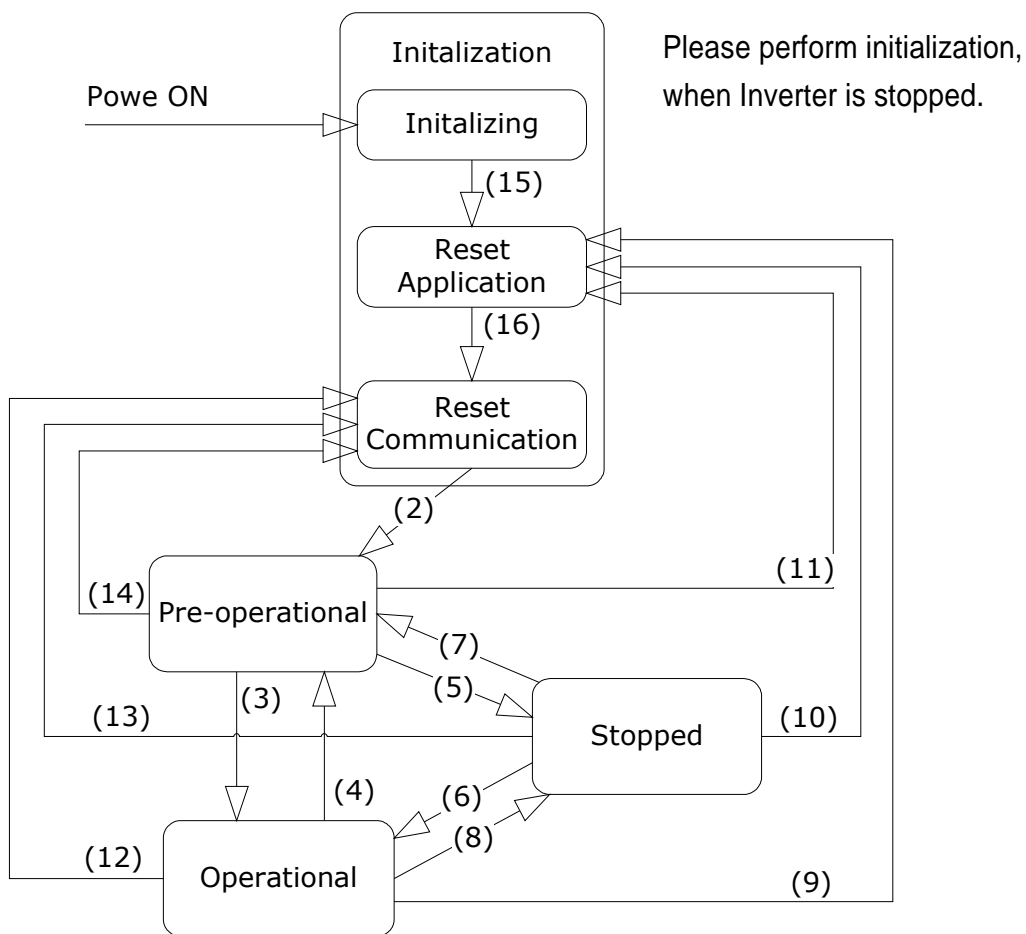 Initalization
Please perform initialization,
when Inverter is stopped.
Powe ON
Initalizing
(15)
Reset
Application
(16)
Reset
Communication
(2)
(11)
(14)
Pre-operational
(7)
(5)
(3)
(13)
(10)
Stopped
(4)
(6)
(8)
(12)
Operational
(9)